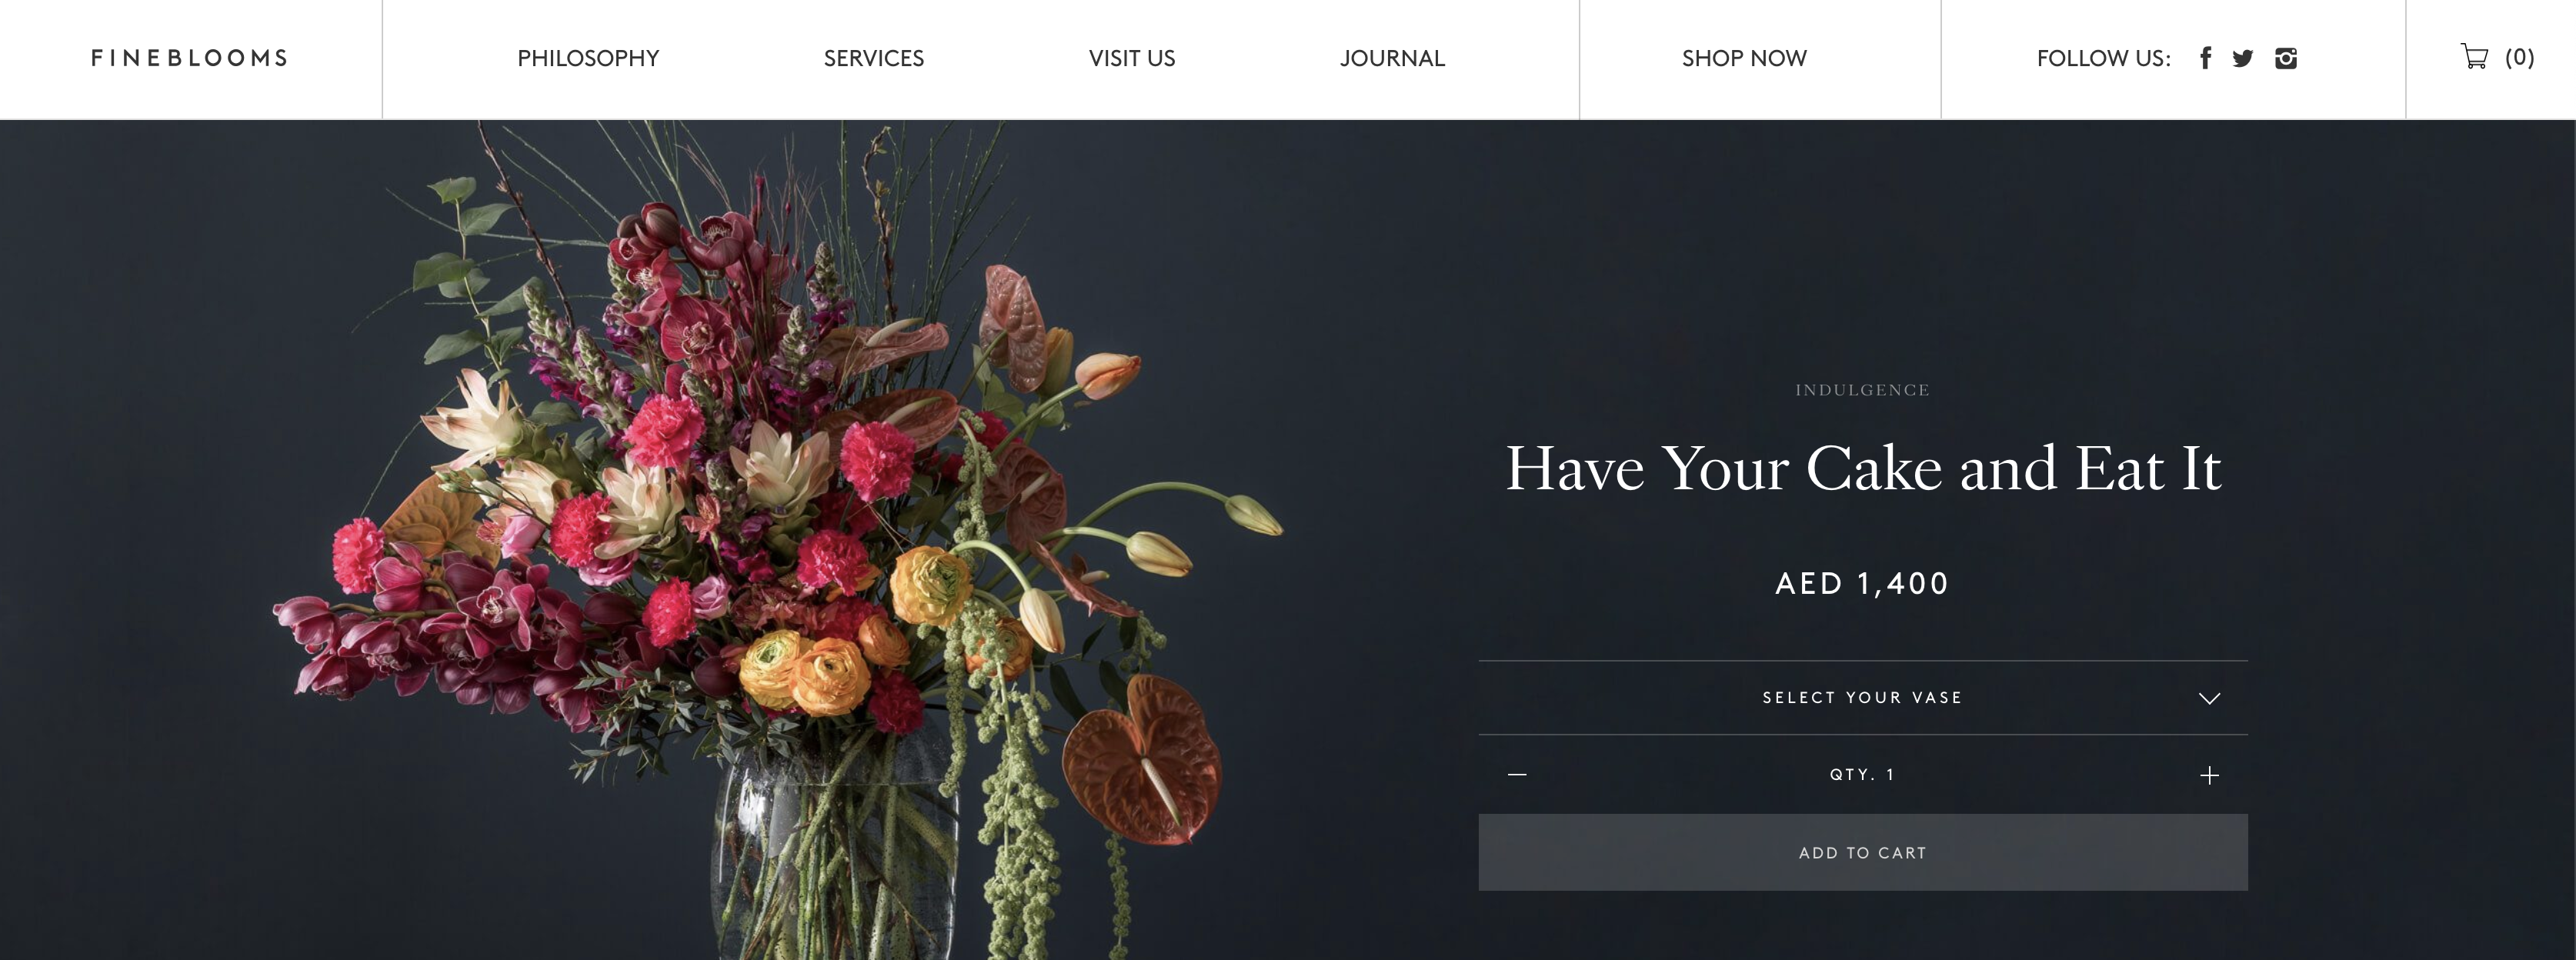 FINEBLOOMS
PHILOSOPHY
SERVICES
VISIT US
JOURNAL
SHOP NOW
FOLLOW US:
(0)
INDULGENCE
Have Your Cake and Eat It
AED 1,400
SELECT YOUR VASE
QTY. 1
ADD TO CART